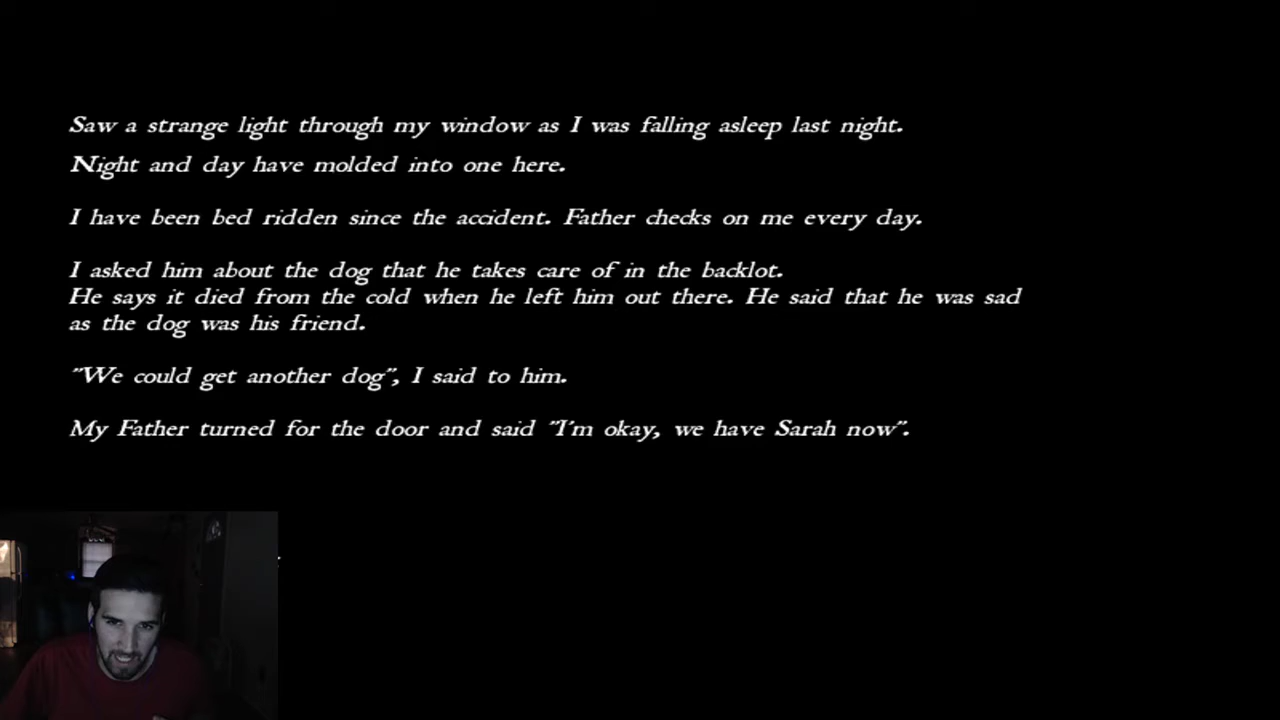 Saw a strange light through my window as I was falling asleep last night.
Night and day have molded into one here.
I have been bed ridden since the accident. Father checks on me every day.
I asked him about the dog that he takes care of in the backlot.
He says it died from the cold when he left him out there. He said that he was sad
as the dog was his friend.
"We could get another dog", I said to him.
My Father turned for the door and said "I'm okay, we have Sarah now".